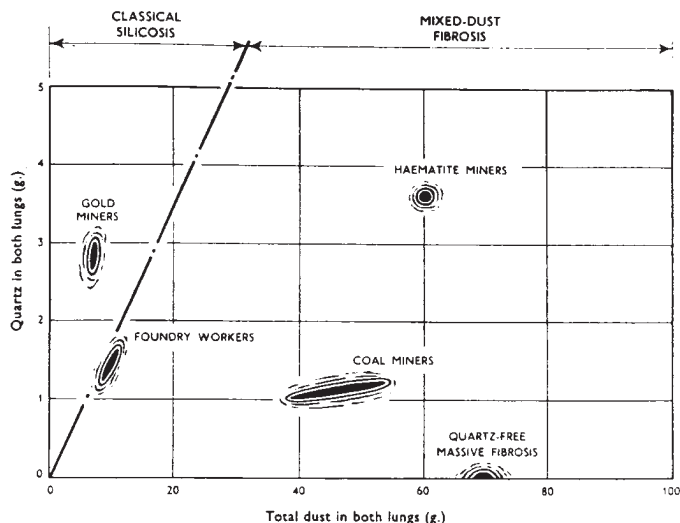 CLASSICAL
SILICOSIS
MIXED-DUST
FIBROSIS
5
4
3
2
1
0
Quartz in both lungs (g.)
GOLD
MINERS
HAEMATITE MINERS
FOUNDRY WORKERS
COAL MINERS
QUARTZ-FREE
MASSIVE FIBROSIS
0
20
40
60
80
100
Total dust in both lungs (g.)